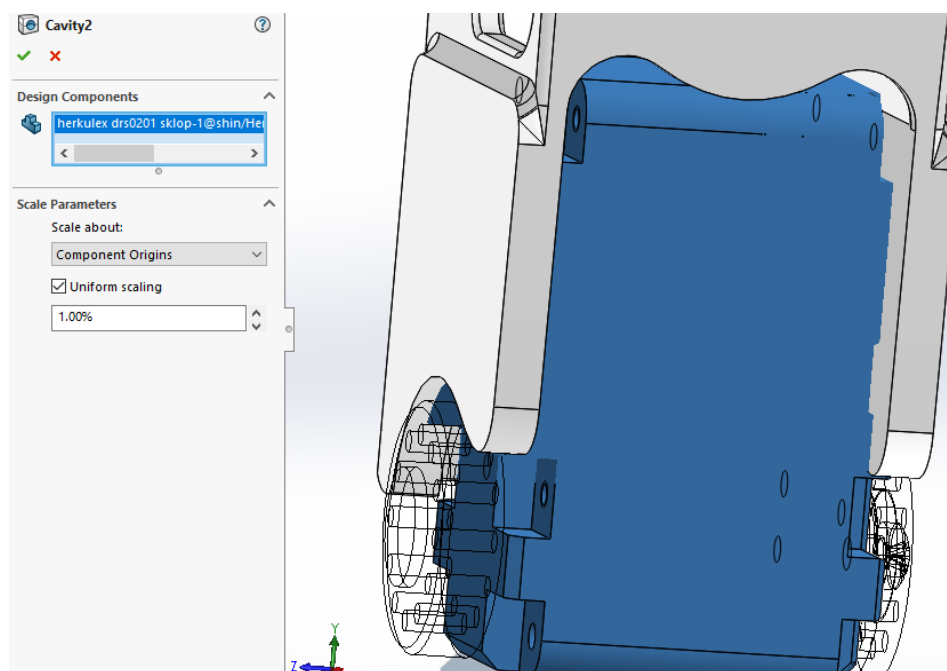 Cavity2
Design Components
herkulex drs0201 sklop-1@shin/Her
Scale Parameters
Scale about:
Component Origins
Uniform scaling
1.00%
Y
Z